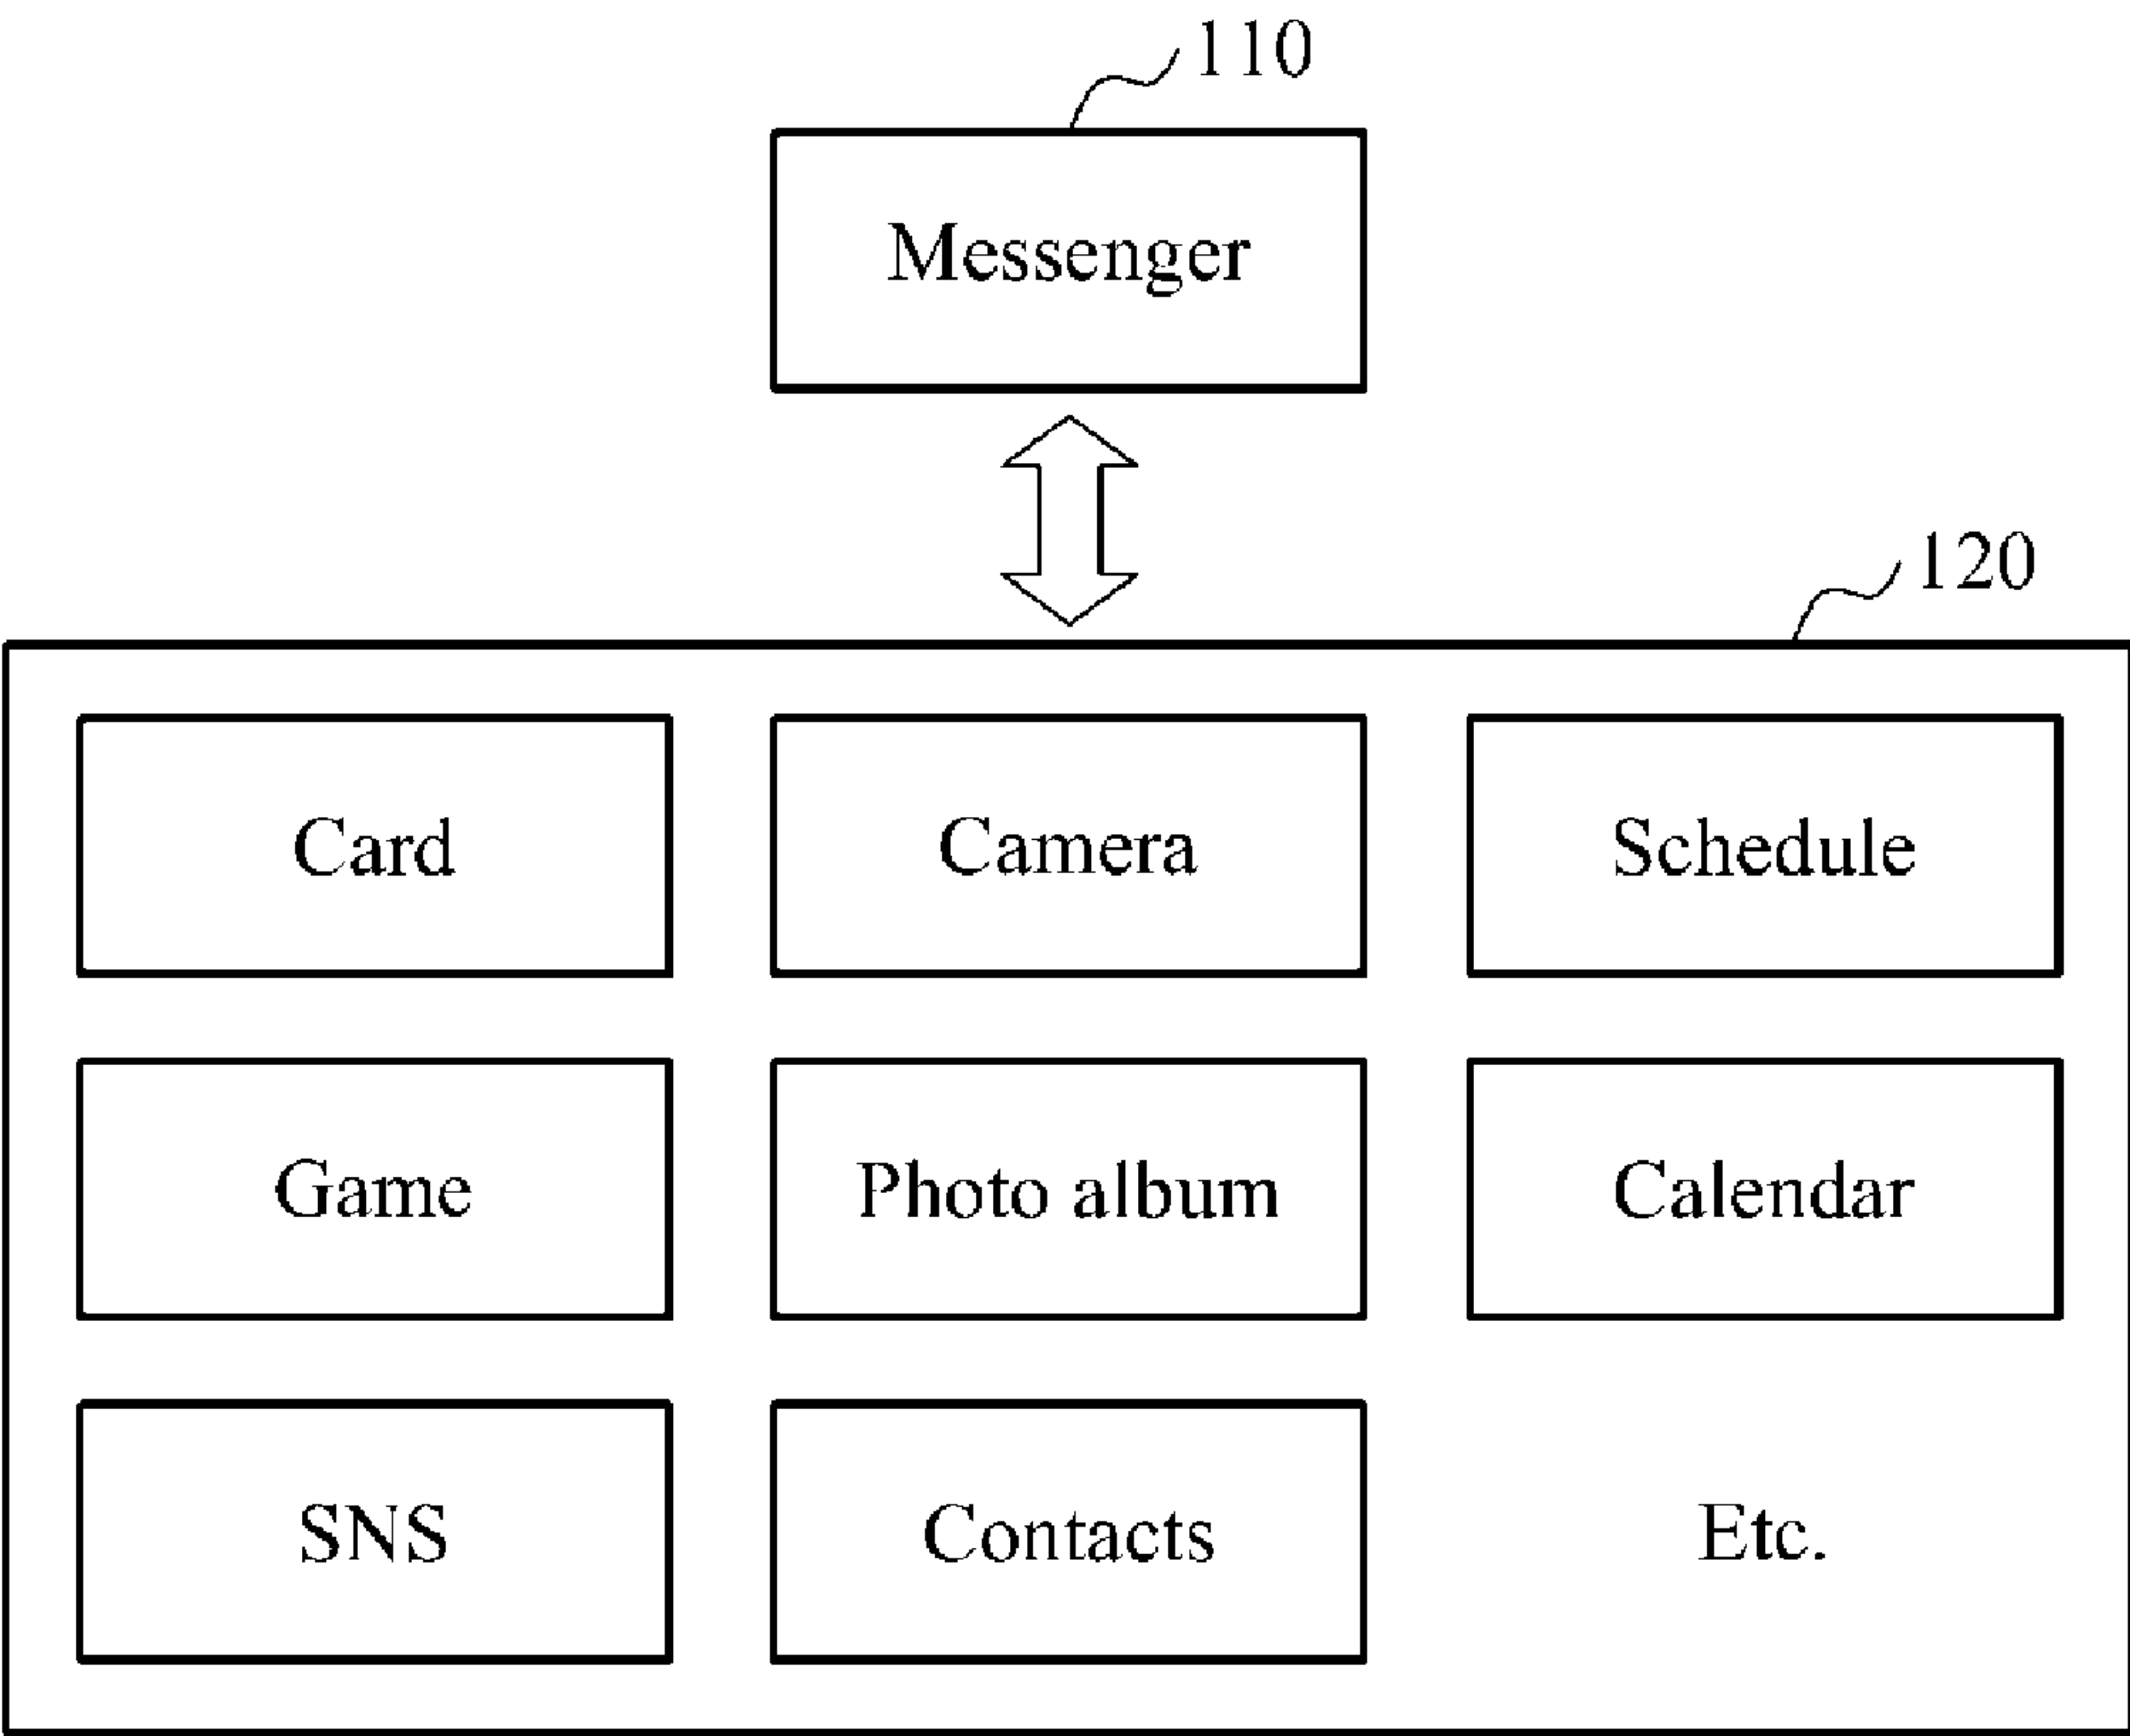 110
Messenger
120
Card Camera Schedule
Game Photo album Calendar
SNS Contacts Etc.